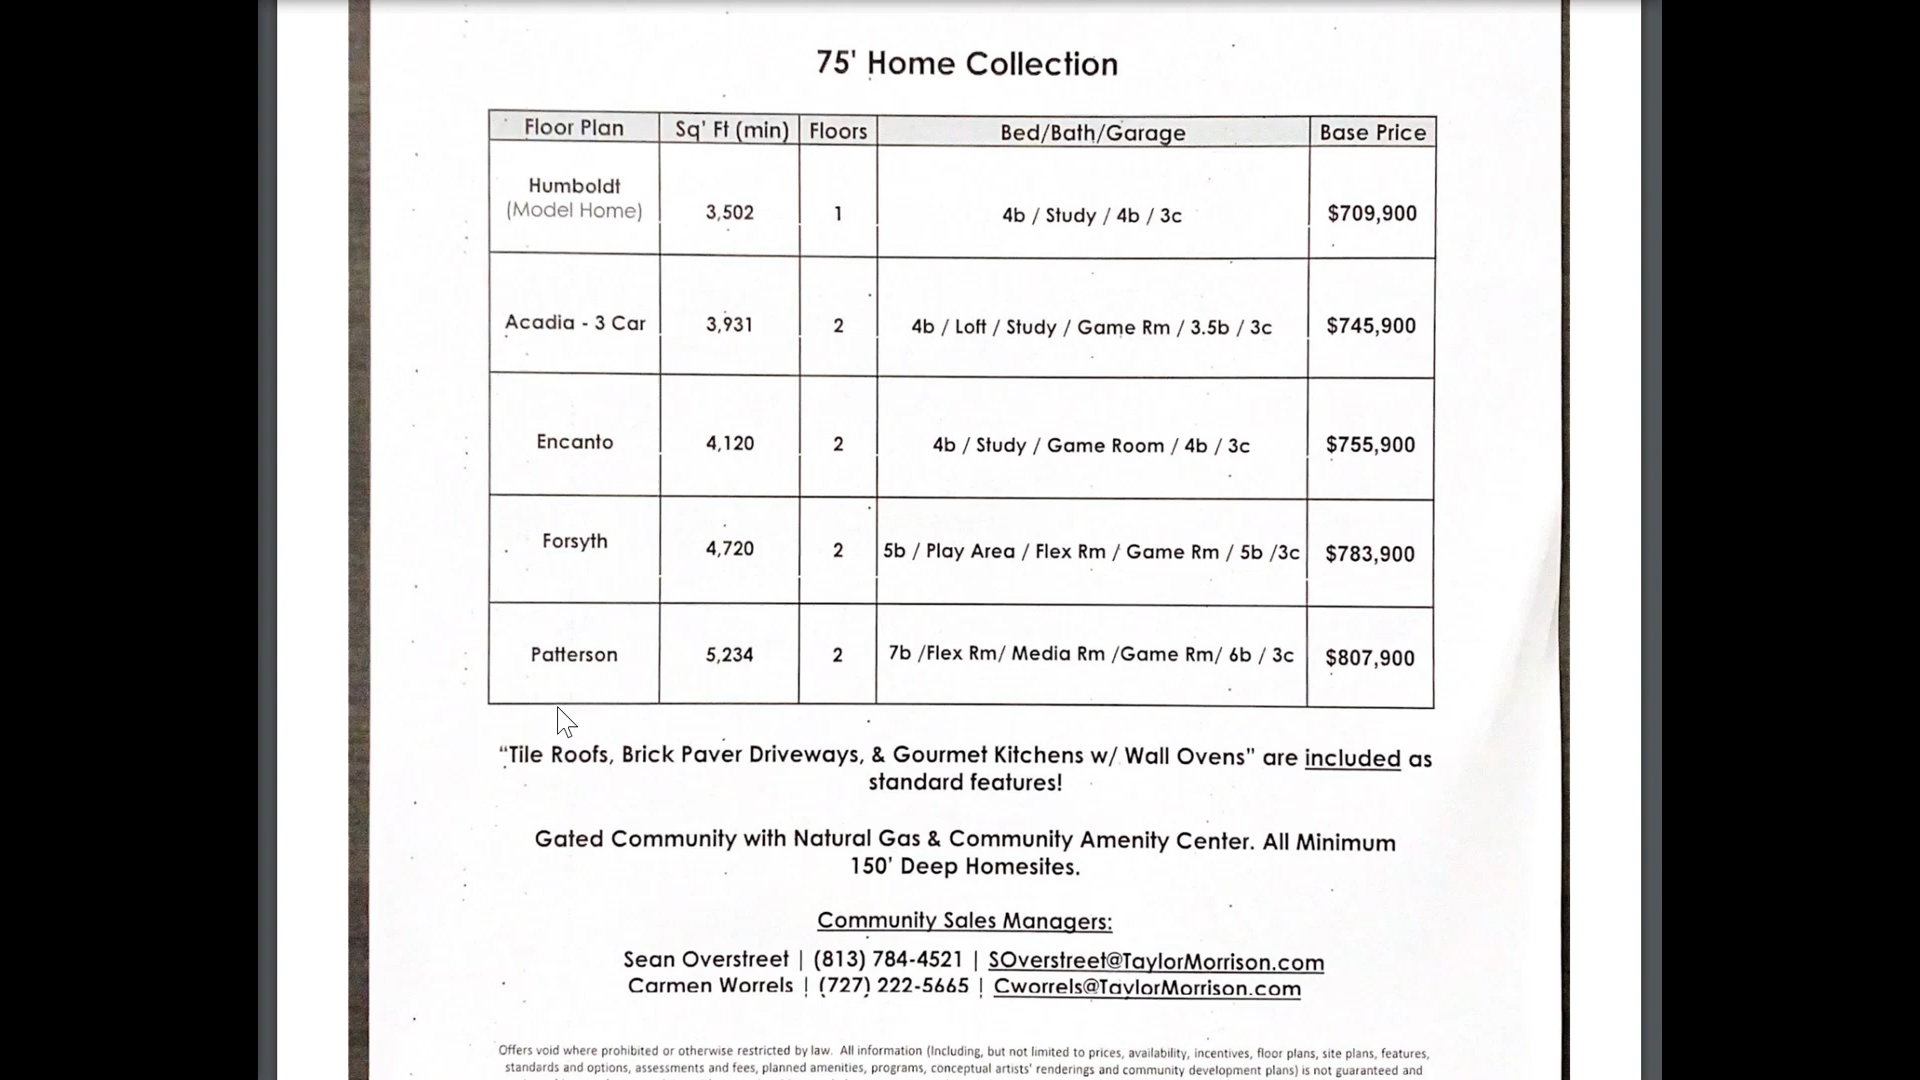 75' Home Collection
Floor Plan Sq' Ft (min) Floors Bed/Bath/Garage Base Price
Humboldt
(Model Home) 3,502 1 4b / Study / 4b / 3c $709,900
Acadia - 3 Car 3,931 2 4b / Loft / Study / Game Rm / 3.5b / 3c $745,900
Encanto 4,120 2 4b / Study / Game Room / 4b / 3c $755,900
Forsyth 4,720 2 5b / Play Area / Flex Rm / Game Rm / 5b /3c $783,900
Patterson 5,234 2 7b /Flex Rm/ Media Rm /Game Rm/ 6b / 3c $807,900
“Tile Roofs, Brick Paver Driveways, & Gourmet Kitchens w/ Wall Ovens" are included as
standard features!
Gated Community with Natural Gas & Community Amenity Center. All Minimum
150' Deep Homesites.
Community Sales Managers:
Sean Overstreet | (813) 784-4521 | SOverstreet@TaylorMorrison.com
Carmen Worrels | (727) 222-5665 | Cworrels@TaylorMorrison.com
Offers void where prohibited or otherwise restricted by law. All information (Including, but not limited to prices, availability, incentives, floor plans, site plans, features,
standards and options, assessments and fees, planned amenities, programs, conceptual artists' renderings and community development plans) is not guaranteed and